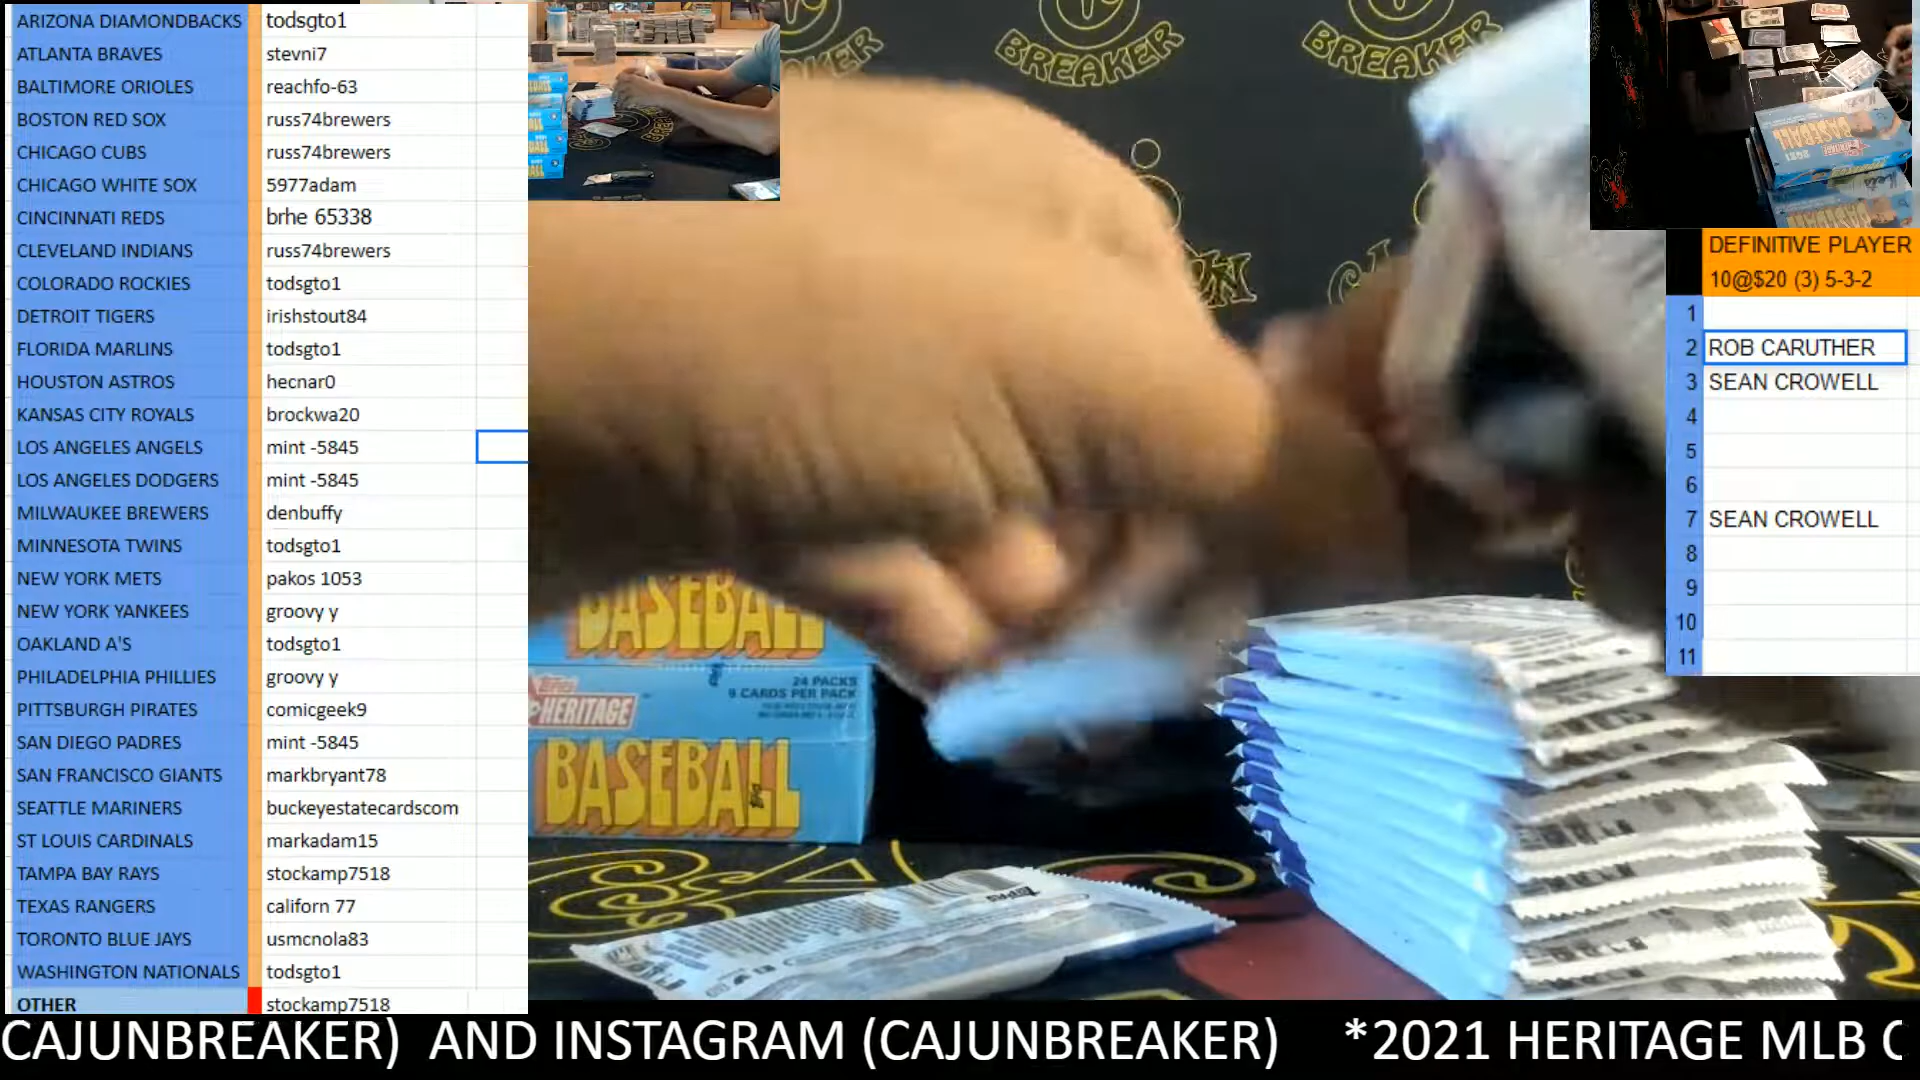 ARIZONA DIAMONDBACKS todsgto1
ATLANTA BRAVES stevni7
BALTIMORE ORIOLES reachfo-63
BOSTON RED SOX russ74brewers
CHICAGO CUBS russ74brewers
CHICAGO WHITE SOX 5977adam
CINCINNATI REDS brhe 65338
CLEVELAND INDIANS russ74brewers
COLORADO ROCKIES todsgto1
DETROIT TIGERS irishstout84
FLORIDA MARLINS todsgto1
HOUSTON ASTROS hecnar0
KANSAS CITY ROYALS brockwa20
LOS ANGELES ANGELS mint -5845
LOS ANGELES DODGERS mint -5845
MILWAUKEE BREWERS denbuffy
MINNESOTA TWINS todsgto1
NEW YORK METS pakos 1053
NEW YORK YANKEES groovy y
OAKLAND A'S todsgto1
PHILADELPHIA PHILLIES groovy y
PITTSBURGH PIRATES comicgeek9
SAN DIEGO PADRES mint -5845
SAN FRANCISCO GIANTS markbryant78
SEATTLE MARINERS buckeyestatecardscom
ST LOUIS CARDINALS markadam15
TAMPA BAY RAYS stockamp7518
TEXAS RANGERS californ 77
TORONTO BLUE JAYS usmcnola83
WASHINGTON NATIONALS todsgto1
OTHER stockamp7518
BREAKER
BREAKER
BASEBALL
24 PACKS
9 CARDS PER PACK
TOPPS
HERITAGE
BASEBALL
TOPPS
BASEBALL
DEFINITIVE PLAYER
10@$20 (3) 5-3-2
1
2 ROB CARUTHER
3 SEAN CROWELL
4
5
6
7 SEAN CROWELL
8
9
10
11
CAJUNBREAKER) AND INSTAGRAM (CAJUNBREAKER) *2021 HERITAGE MLB C